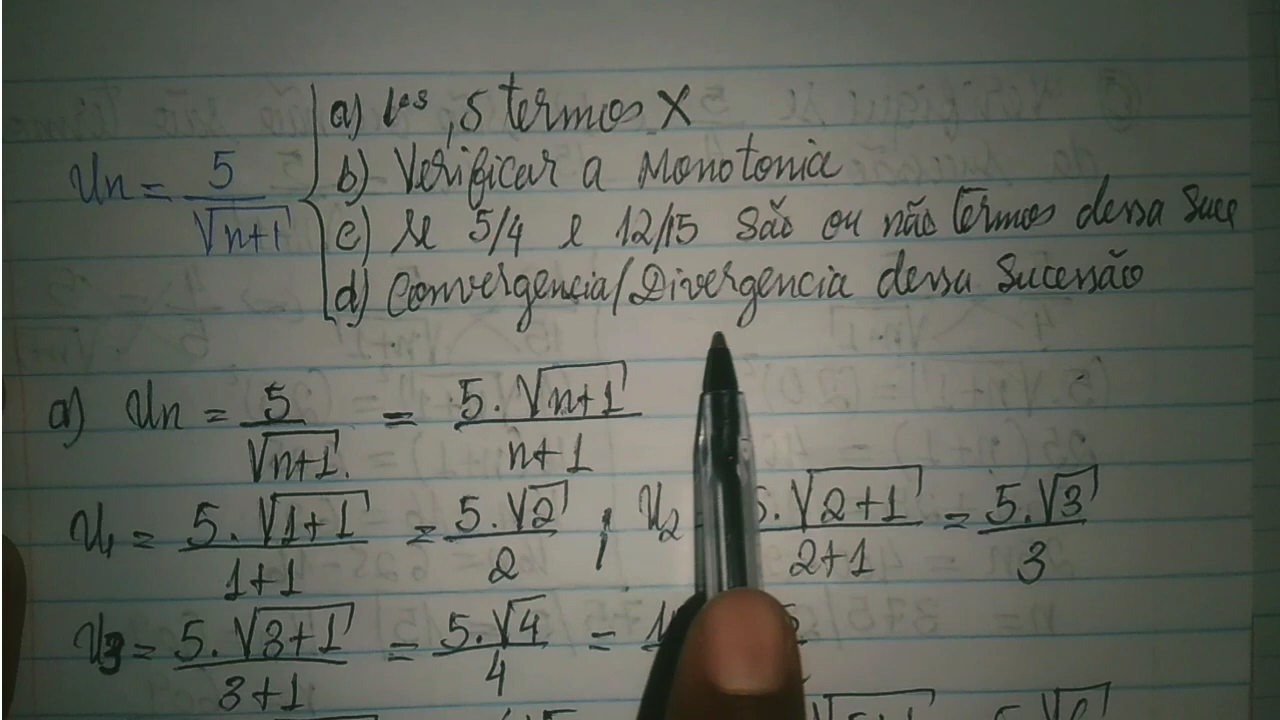 Un = 5/√(n+1)
a) 1ºs, 5 termos X
b) Verificar a Monotonia
c) Se 5/4 e 12/15 são ou não termos dessa Suce
d) Convergencia/Divergencia dessa Sucessão
a) Un = 5/√(n+1) = 5.√(n+1)/(n+1)
U1 = 5.√(1+1)/(1+1) = 5.√2/2 ; U2 5.√(2+1)/(2+1) = 5.√3/3
U3 = 5.√(3+1)/(3+1) = 5.√4/4 =